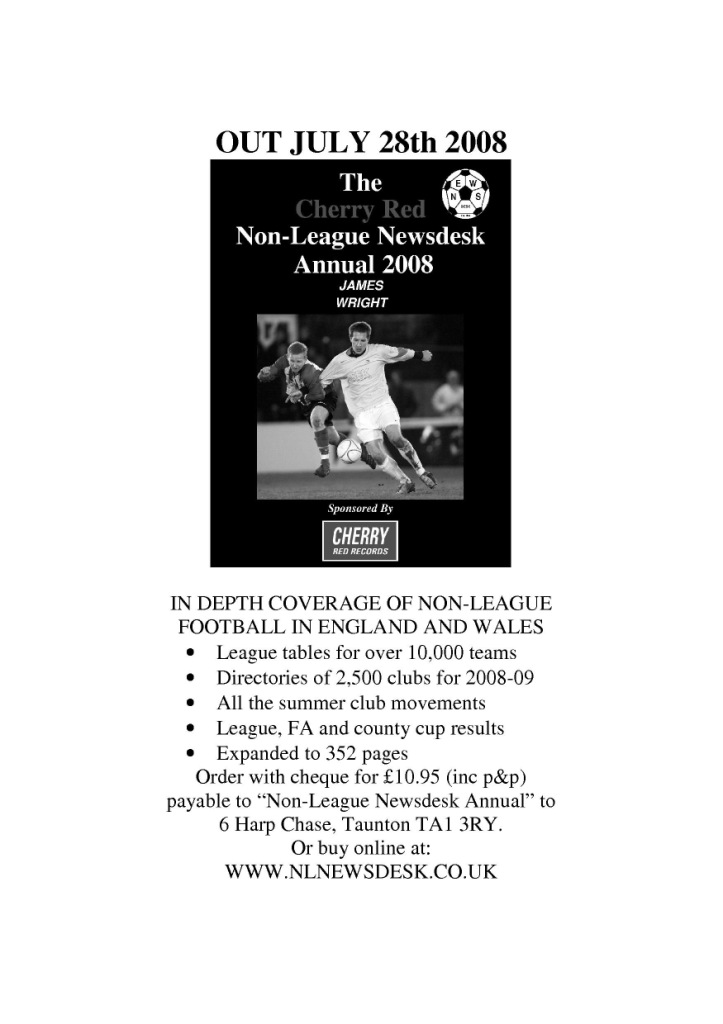 OUT JULY 28th 2008
The
Cherry Red
Non-League Newsdesk
Annual 2008
N E W S
JAMES
WRIGHT
Sponsored By
CHERRY
RED RECORDS
IN DEPTH COVERAGE OF NON-LEAGUE
FOOTBALL IN ENGLAND AND WALES
• League tables for over 10,000 teams
• Directories of 2,500 clubs for 2008-09
• All the summer club movements
• League, FA and county cup results
• Expanded to 352 pages
Order with cheque for £10.95 (inc p&p)
payable to “Non-League Newsdesk Annual” to
6 Harp Chase, Taunton TA1 3RY.
Or buy online at:
WWW.NLNEWSDESK.CO.UK